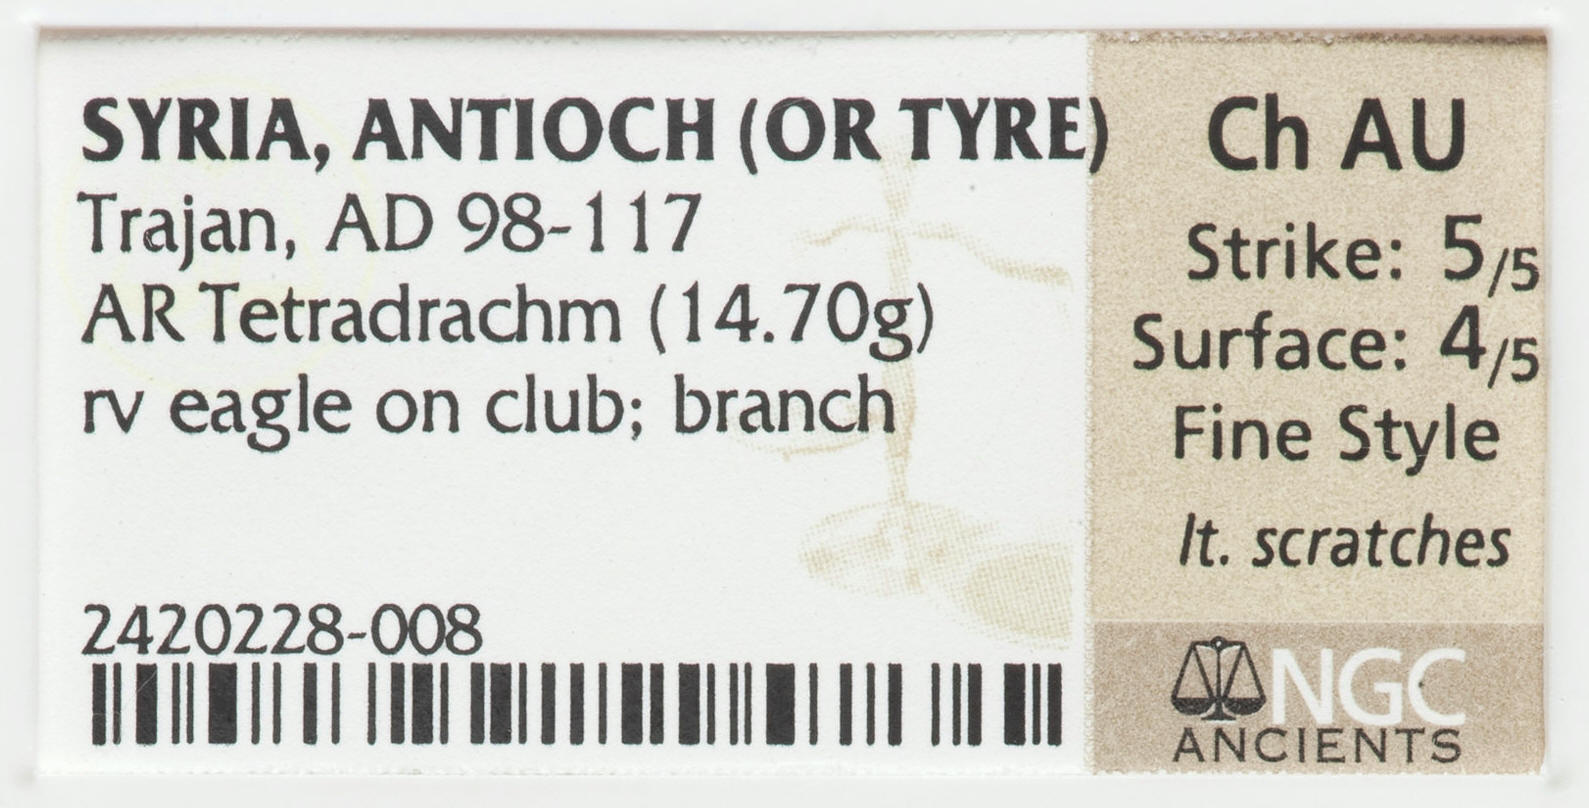 SYRIA, ANTIOCH (OR TYRE)
Trajan, AD 98-117
AR Tetradrachm (14.70g)
rv eagle on club; branch
2420228-008
Ch AU
Strike: 5/5
Surface: 4/5
Fine Style
lt. scratches
NGC
ANCIENTS